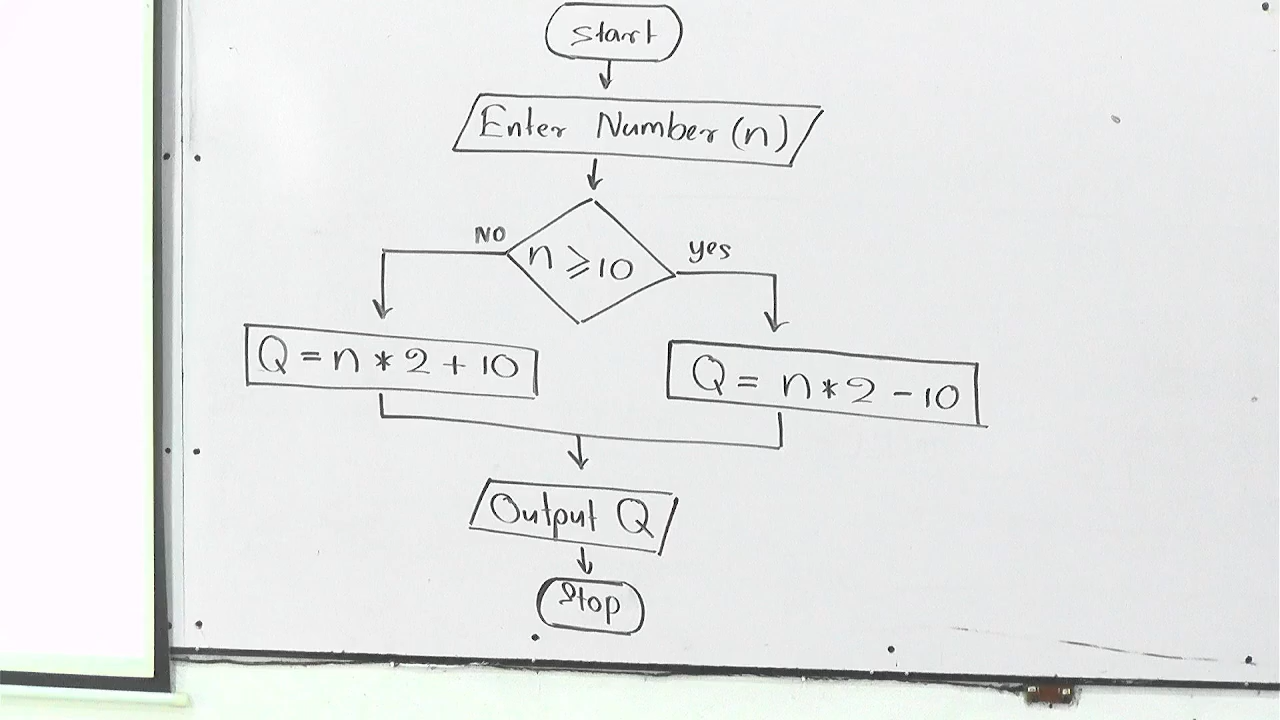 Start
Enter Number (n)
NO
yes
n ⩾ 10
Q = n * 2 + 10
Q = n * 2 - 10
Output Q
Stop